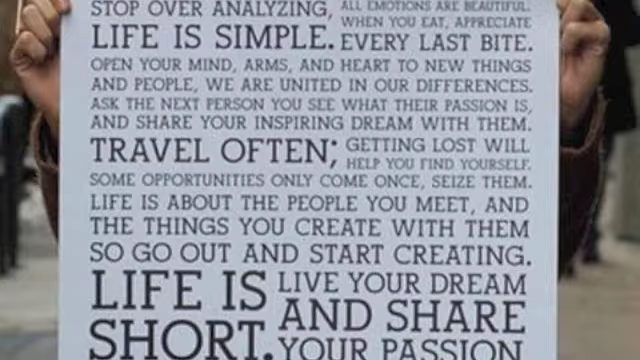 STOP OVER ANALYZING,
ALL EMOTIONS ARE BEAUTIFUL.
WHEN YOU EAT, APPRECIATE
LIFE IS SIMPLE.
EVERY LAST BITE.
OPEN YOUR MIND, ARMS, AND HEART TO NEW THINGS
AND PEOPLE, WE ARE UNITED IN OUR DIFFERENCES.
ASK THE NEXT PERSON YOU SEE WHAT THEIR PASSION IS,
AND SHARE YOUR INSPIRING DREAM WITH THEM.
TRAVEL OFTEN;
GETTING LOST WILL
HELP YOU FIND YOURSELF.
SOME OPPORTUNITIES ONLY COME ONCE, SEIZE THEM.
LIFE IS ABOUT THE PEOPLE YOU MEET, AND
THE THINGS YOU CREATE WITH THEM
SO GO OUT AND START CREATING.
LIFE IS
SHORT.
LIVE YOUR DREAM
AND SHARE
YOUR PASSION